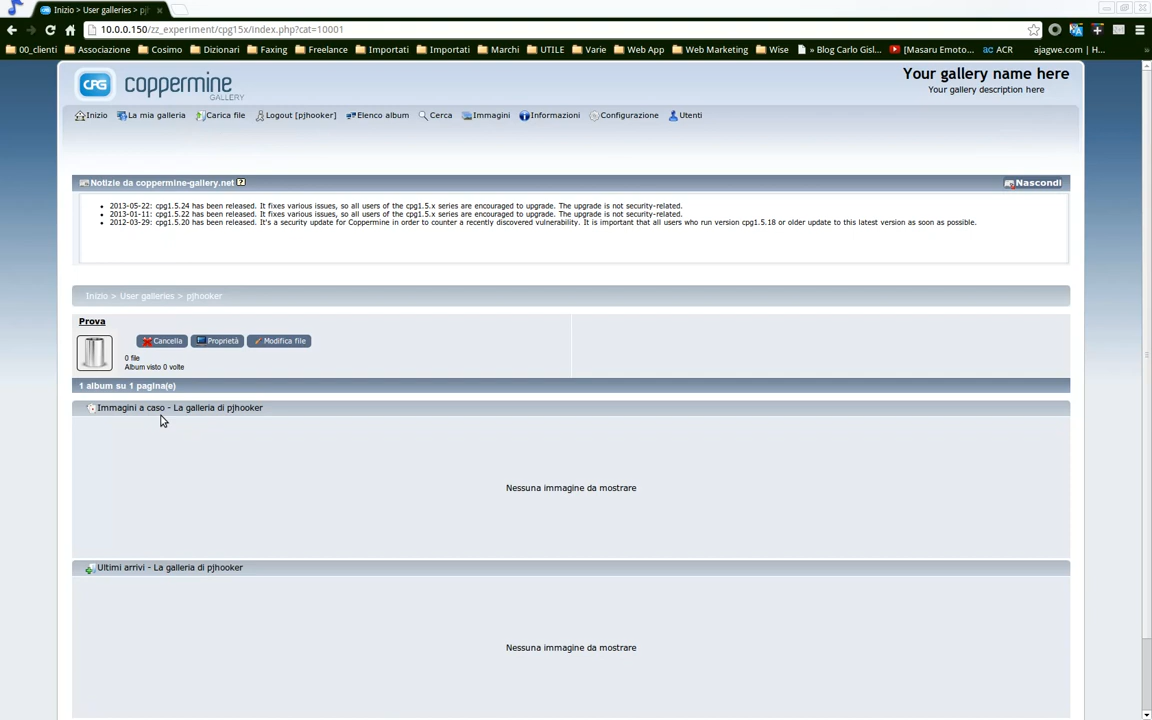 Inizio > User galleries > pj
10.0.0.150/zz_experiment/cpg15x/index.php?cat=10001
00_clienti Associazione Cosimo Dizionari Faxing Freelance Importati Importati Marchi UTILE Varie Web App Web Marketing Wise » Blog Carlo Gisl... [Masaru Emoto... ac ACR ajagwe.com | H... »
CPG coppermine GALLERY
Your gallery name here
Your gallery description here
Inizio La mia galleria Carica file Logout [pjhooker] Elenco album Cerca Immagini Informazioni Configurazione Utenti
Notizie da coppermine-gallery.net ? Nascondi
• 2013-05-22: cpg1.5.24 has been released. It fixes various issues, so all users of the cpg1.5.x series are encouraged to upgrade. The upgrade is not security-related.
• 2013-01-11: cpg1.5.22 has been released. It fixes various issues, so all users of the cpg1.5.x series are encouraged to upgrade. The upgrade is not security-related.
• 2012-03-29: cpg1.5.20 has been released. It's a security update for Coppermine in order to counter a recently discovered vulnerability. It is important that all users who run version cpg1.5.18 or older update to this latest version as soon as possible.
Inizio > User galleries > pjhooker
Prova
Cancella Proprietà Modifica file
0 file
Album visto 0 volte
1 album su 1 pagina(e)
Immagini a caso - La galleria di pjhooker
Nessuna immagine da mostrare
Ultimi arrivi - La galleria di pjhooker
Nessuna immagine da mostrare